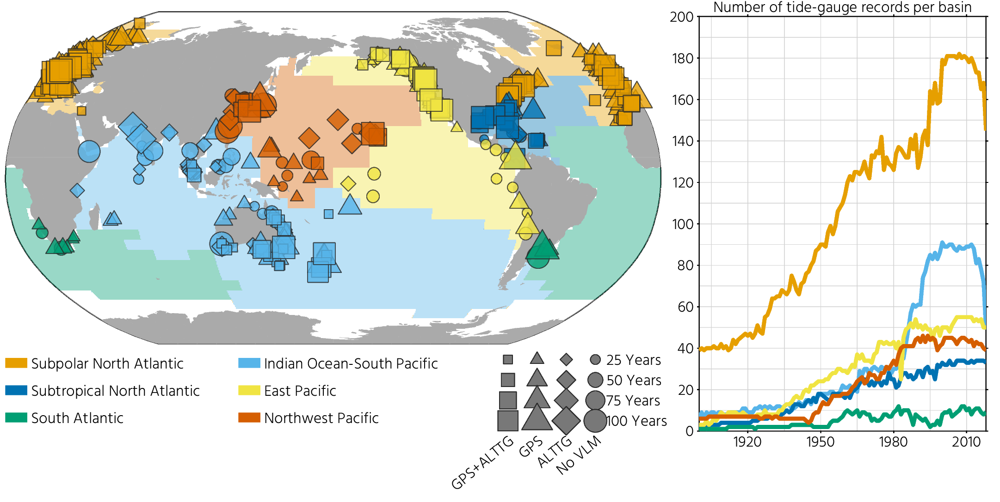 Number of tide-gauge records per basin
200
180
160
140
120
100
80
60
40
20
0
1920 1950 1980 2010
Subpolar North Atlantic
Subtropical North Atlantic
South Atlantic
Indian Ocean-South Pacific
East Pacific
Northwest Pacific
25 Years
50 Years
75 Years
100 Years
GPS+ALTTG
GPS
ALTTG
No VLM